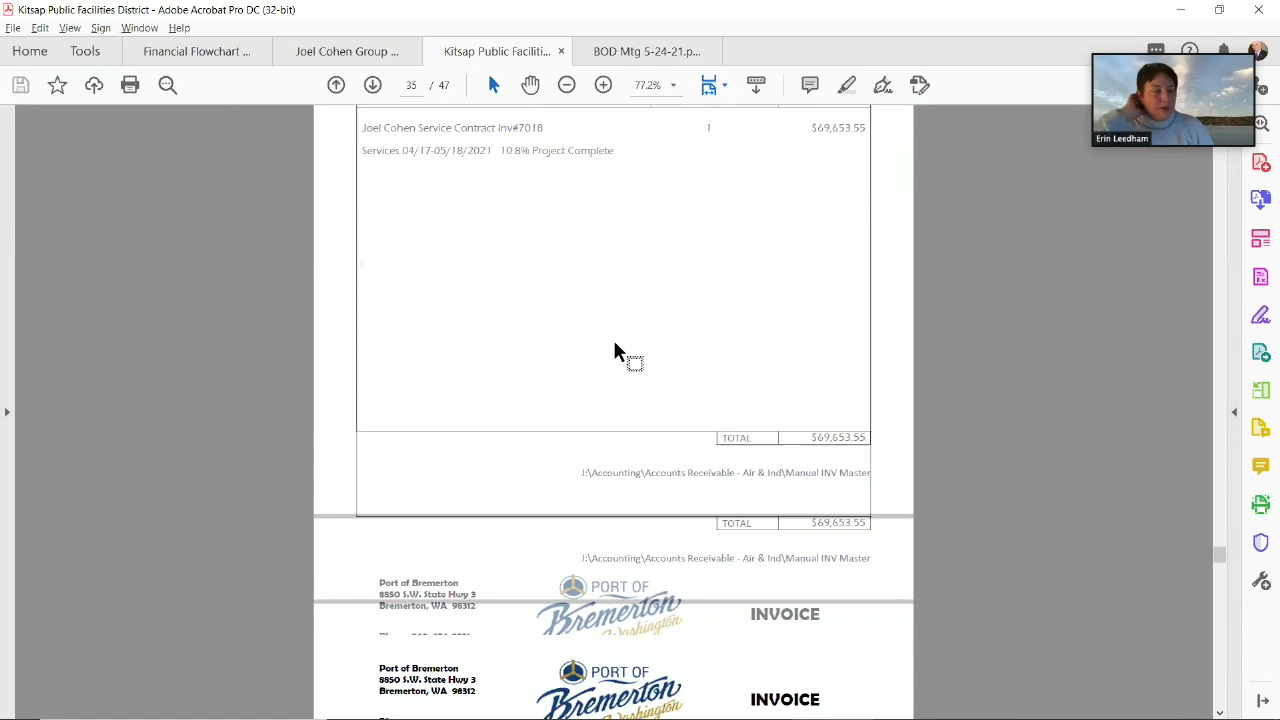 Kitsap Public Facilities District - Adobe Acrobat Pro DC (32-bit)
File Edit View Sign Window Help
Home Tools Financial Flowchart ... Joel Cohen Group ... Kitsap Public Faciliti... × BOD Mtg 5-24-21.p...
35 / 47 77.2%
Erin Leedham
Joel Cohen Service Contract Inv#7018 1 $69,653.55
Services 04/17-05/18/2021 10.8% Project Complete
TOTAL $69,653.55
J:\Accounting\Accounts Receivable - Air & Ind\Manual INV Master
TOTAL $69,653.55
J:\Accounting\Accounts Receivable - Air & Ind\Manual INV Master
Port of Bremerton
8850 S.W. State Hwy 3
Bremerton, WA 98312
PORT OF
Bremerton
Washington
INVOICE
Port of Bremerton
8850 S.W. State Hwy 3
Bremerton, WA 98312
PORT OF
Bremerton
INVOICE